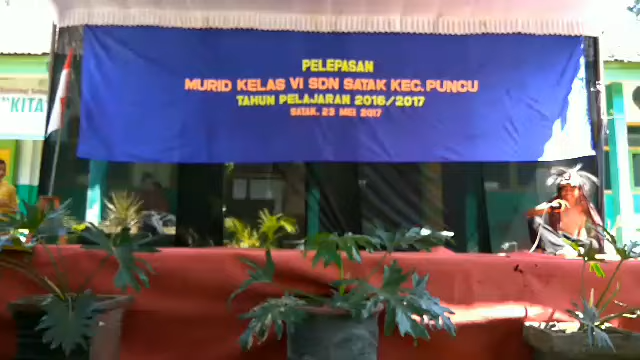 PELEPASAN
MURID KELAS VI SDN SATAK KEC. PUNCU
TAHUN PELAJARAN 2016/2017
SATAK, 23 MEI 2017
"KITA